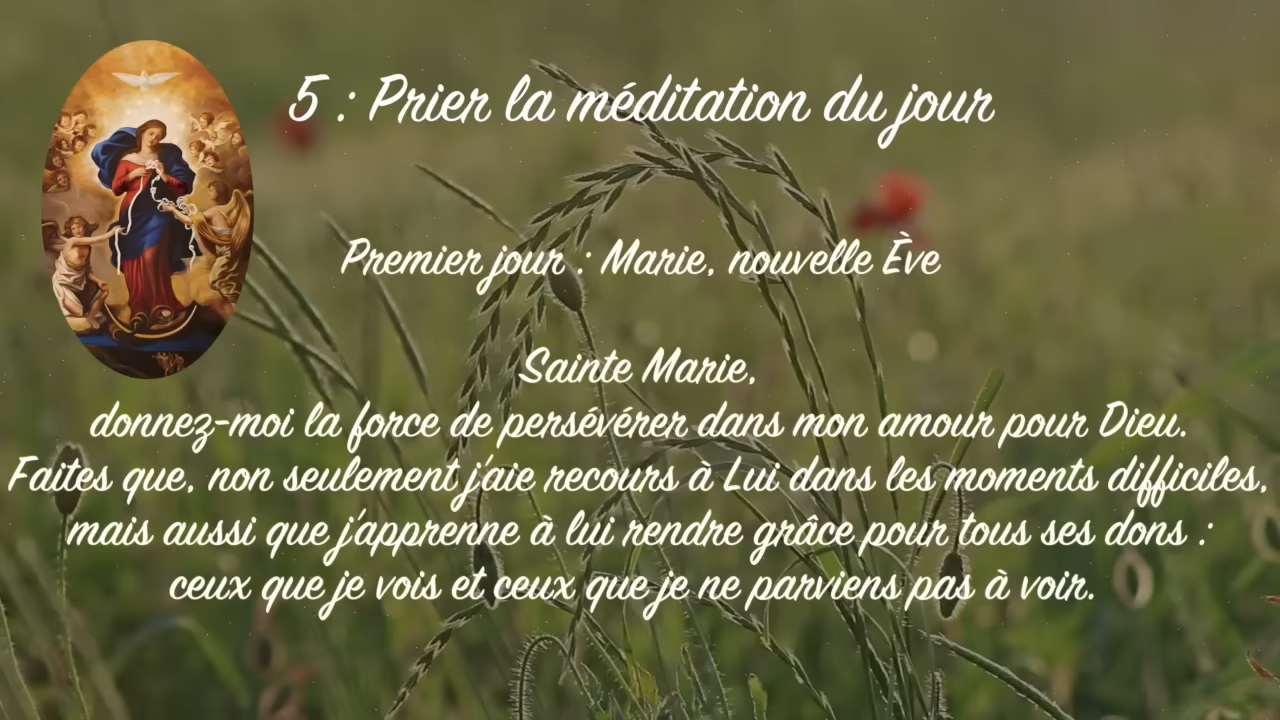 5 : Prier la méditation du jour
Premier jour : Marie, nouvelle Ève
Sainte Marie,
donnez-moi la force de persévérer dans mon amour pour Dieu.
Faites que, non seulement j'aie recours à Lui dans les moments difficiles,
mais aussi que j'apprenne à lui rendre grâce pour tous ses dons :
ceux que je vois et ceux que je ne parviens pas à voir.